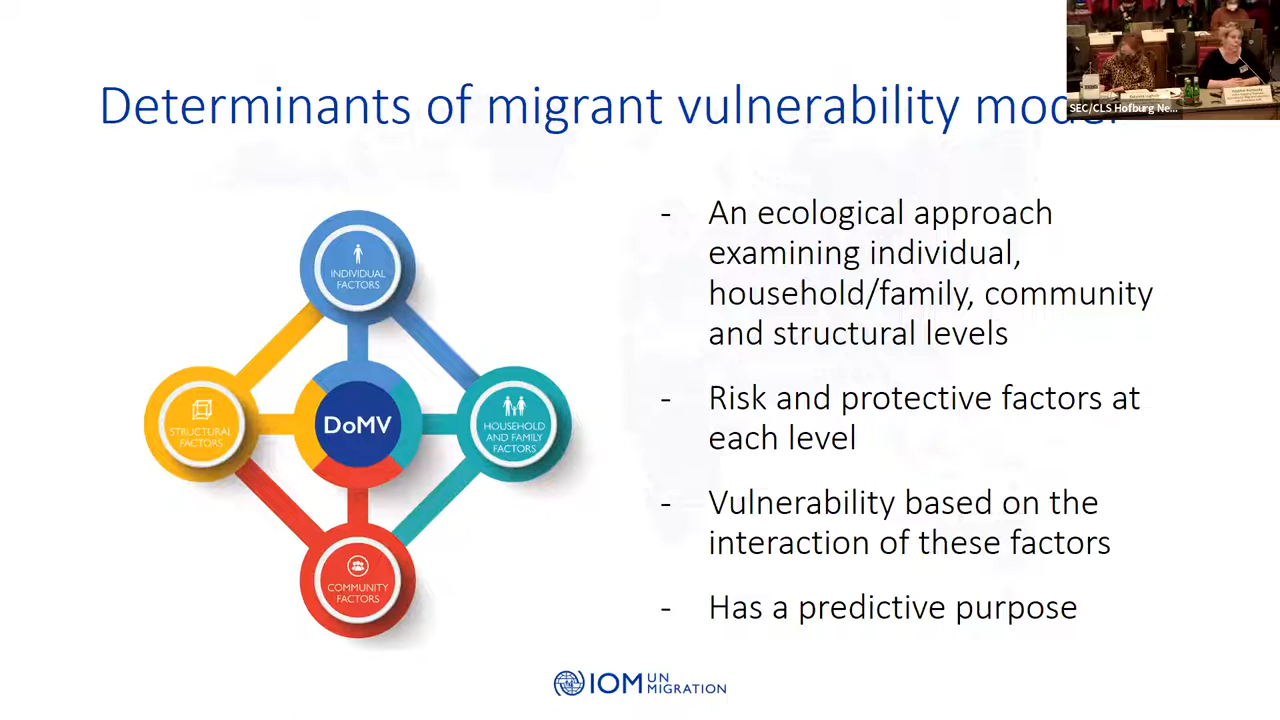 Determinants of migrant vulnerability model
SEC/CLS Hofburg Ne...
INDIVIDUAL
FACTORS
STRUCTURAL
FACTORS
DoMV
HOUSEHOLD
AND FAMILY
FACTORS
COMMUNITY
FACTORS
- An ecological approach
examining individual,
household/family, community
and structural levels
- Risk and protective factors at
each level
- Vulnerability based on the
interaction of these factors
- Has a predictive purpose
IOM UN
MIGRATION